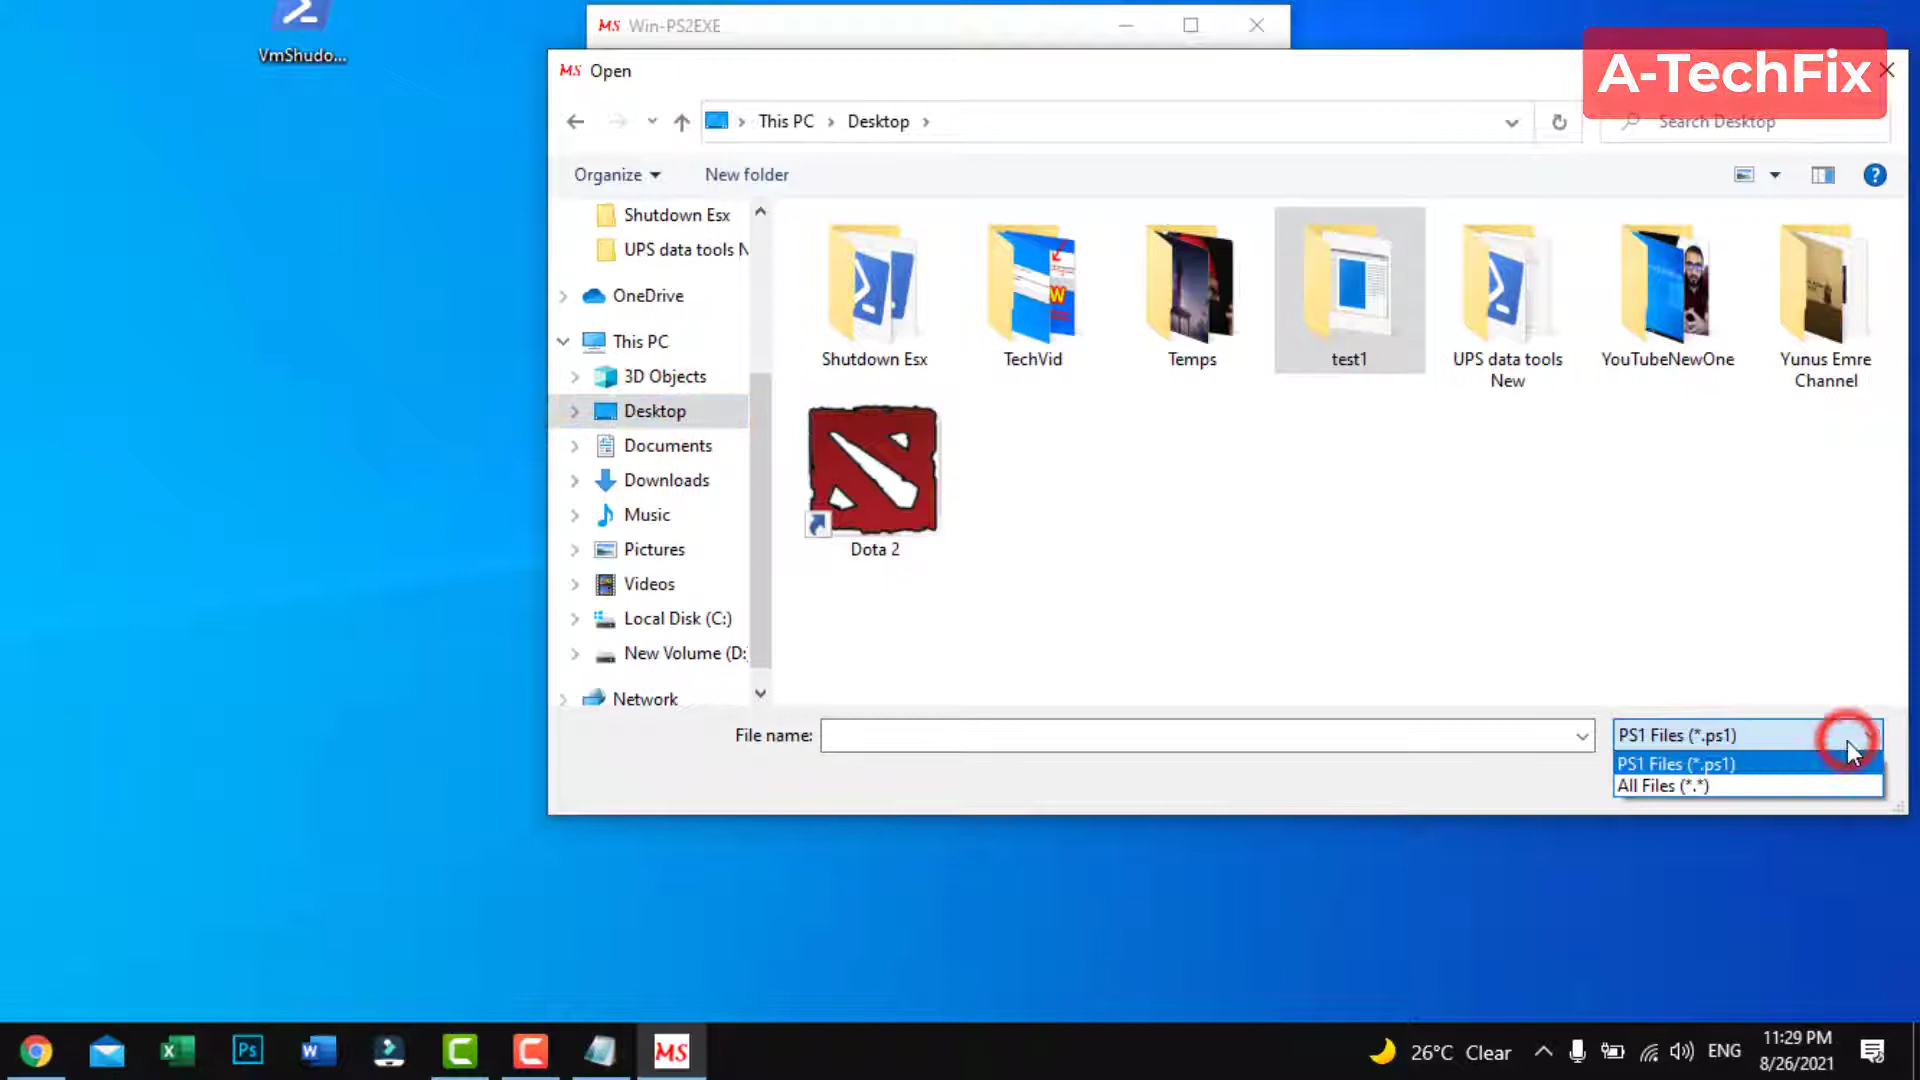 VmShudo...
MS Win-PS2EXE
A-TechFix
MS Open
This PC
Desktop
Search Desktop
Organize
New folder
Shutdown Esx
UPS data tools N
OneDrive
This PC
3D Objects
Desktop
Documents
Downloads
Music
Pictures
Videos
Local Disk (C:)
New Volume (D:
Network
Shutdown Esx
TechVid
Temps
test1
UPS data tools
New
YouTubeNewOne
Yunus Emre
Channel
W
Dota 2
File name:
PS1 Files (*.ps1)
PS1 Files (*.ps1)
All Files (*.*)
Ps
W
MS
26°C Clear
ENG
11:29 PM
8/26/2021